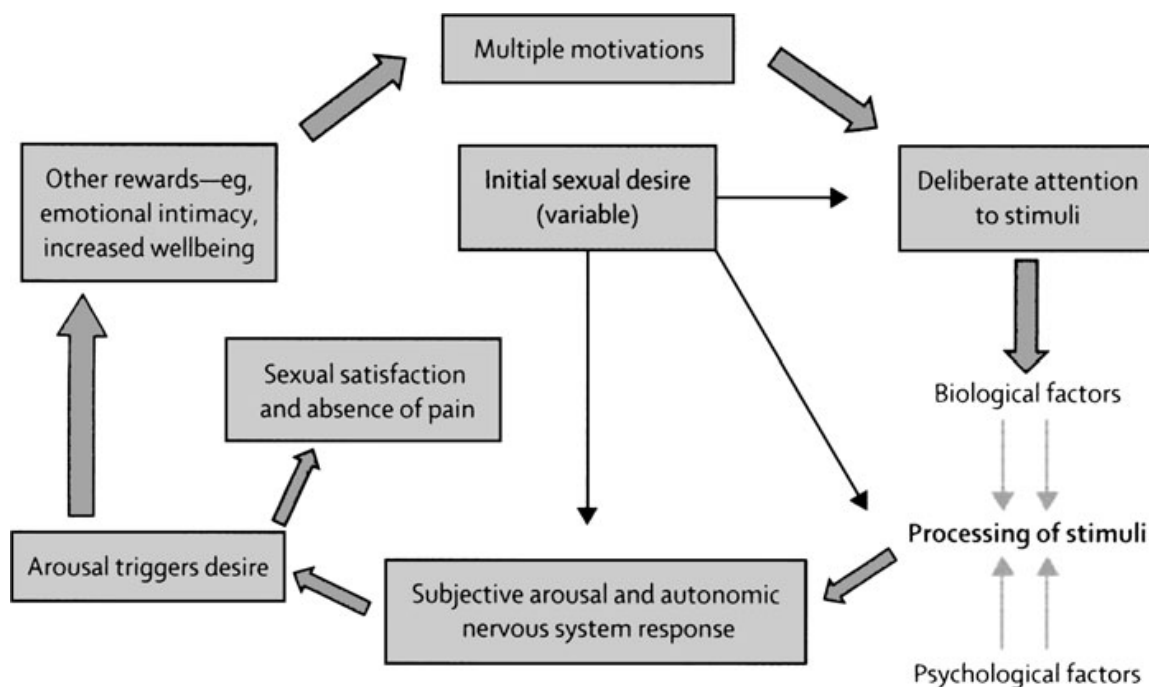 Multiple motivations
Other rewards—eg,
emotional intimacy,
increased wellbeing
Initial sexual desire
(variable)
Deliberate attention
to stimuli
Sexual satisfaction
and absence of pain
Biological factors
Processing of stimuli
Arousal triggers desire
Subjective arousal and autonomic
nervous system response
Psychological factors